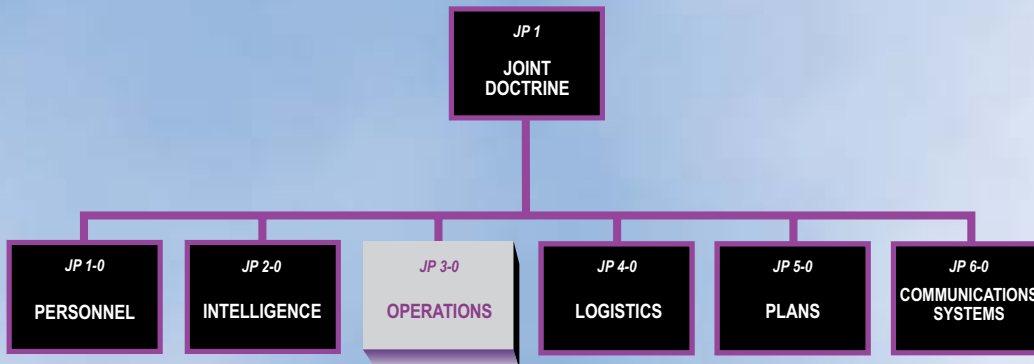 JP 1
JOINT
DOCTRINE
JP 1-0
PERSONNEL
JP 2-0
INTELLIGENCE
JP 3-0
OPERATIONS
JP 4-0
LOGISTICS
JP 5-0
PLANS
JP 6-0
COMMUNICATIONS
SYSTEMS